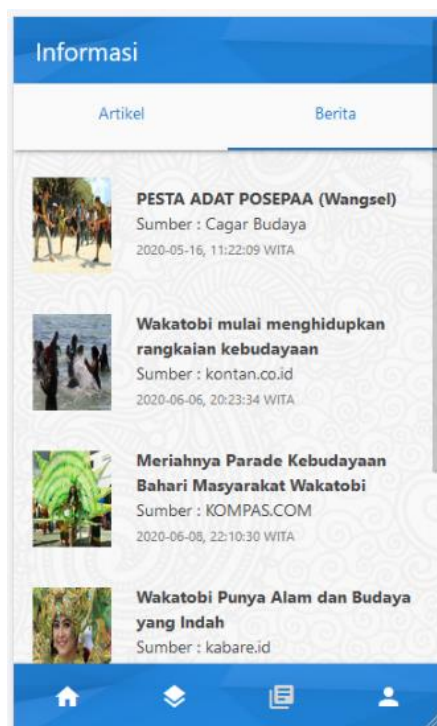 Informasi
Artikel
Berita
PESTA ADAT POSEPAA (Wangsel)
Sumber : Cagar Budaya
2020-05-16, 11:22:09 WITA
Wakatobi mulai menghidupkan
rangkaian kebudayaan
Sumber : kontan.co.id
2020-06-06, 20:23:34 WITA
Meriahnya Parade Kebudayaan
Bahari Masyarakat Wakatobi
Sumber : KOMPAS.COM
2020-06-08, 22:10:30 WITA
Wakatobi Punya Alam dan Budaya
yang Indah
Sumber : kabare.id